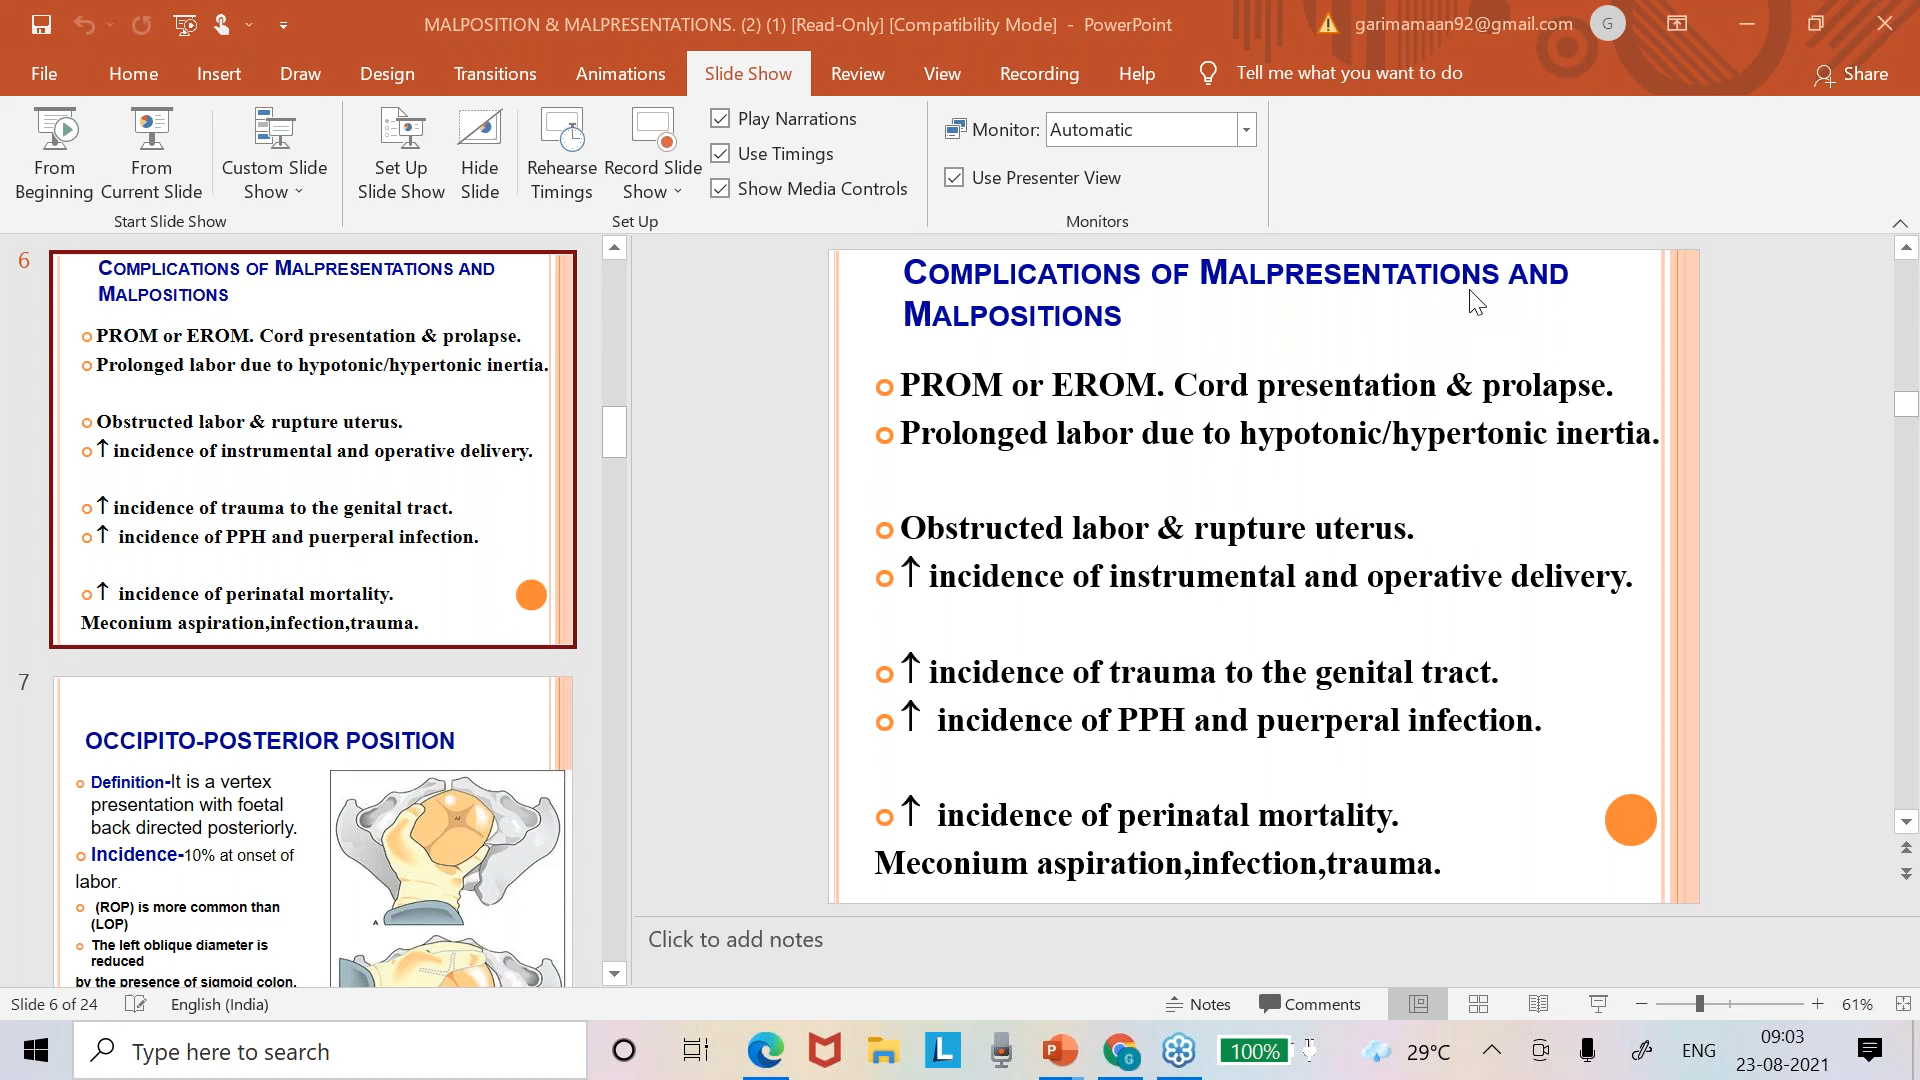 MALPOSITION & MALPRESENTATIONS. (2) (1) [Read-Only] [Compatibility Mode] - PowerPoint
garimamaan92@gmail.com
G
File Home Insert Draw Design Transitions Animations Slide Show Review View Recording Help Tell me what you want to do
Share
From Beginning
From Current Slide
Custom Slide Show
Start Slide Show
Set Up Slide Show
Hide Slide
Rehearse Timings
Record Slide Show
Play Narrations
Use Timings
Show Media Controls
Set Up
Monitor: Automatic
Use Presenter View
Monitors
6
COMPLICATIONS OF MALPRESENTATIONS AND
MALPOSITIONS
PROM or EROM. Cord presentation & prolapse.
Prolonged labor due to hypotonic/hypertonic inertia.
Obstructed labor & rupture uterus.
↑ incidence of instrumental and operative delivery.
↑ incidence of trauma to the genital tract.
↑ incidence of PPH and puerperal infection.
↑ incidence of perinatal mortality.
Meconium aspiration,infection,trauma.
7
OCCIPITO-POSTERIOR POSITION
Definition-It is a vertex
presentation with foetal
back directed posteriorly.
Incidence-10% at onset of
labor.
(ROP) is more common than
(LOP)
The left oblique diameter is
reduced
by the presence of sigmoid colon.
A
COMPLICATIONS OF MALPRESENTATIONS AND
MALPOSITIONS
PROM or EROM. Cord presentation & prolapse.
Prolonged labor due to hypotonic/hypertonic inertia.
Obstructed labor & rupture uterus.
↑ incidence of instrumental and operative delivery.
↑ incidence of trauma to the genital tract.
↑ incidence of PPH and puerperal infection.
↑ incidence of perinatal mortality.
Meconium aspiration,infection,trauma.
Click to add notes
Slide 6 of 24 English (India) Notes Comments 61%
Type here to search
L
P
G
100%
29°C
ENG
09:03
23-08-2021